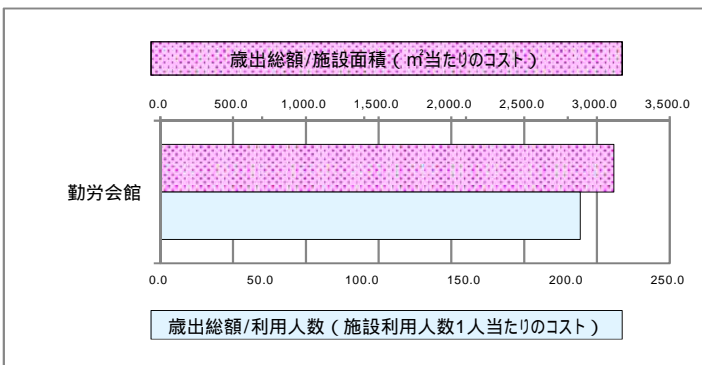 歳出総額/施設面積（㎡当たりのコスト）
0.0 500.0 1,000.0 1,500.0 2,000.0 2,500.0 3,000.0 3,500.0
勤労会館
0.0 50.0 100.0 150.0 200.0 250.0
歳出総額/利用人数（施設利用人数1人当たりのコスト）